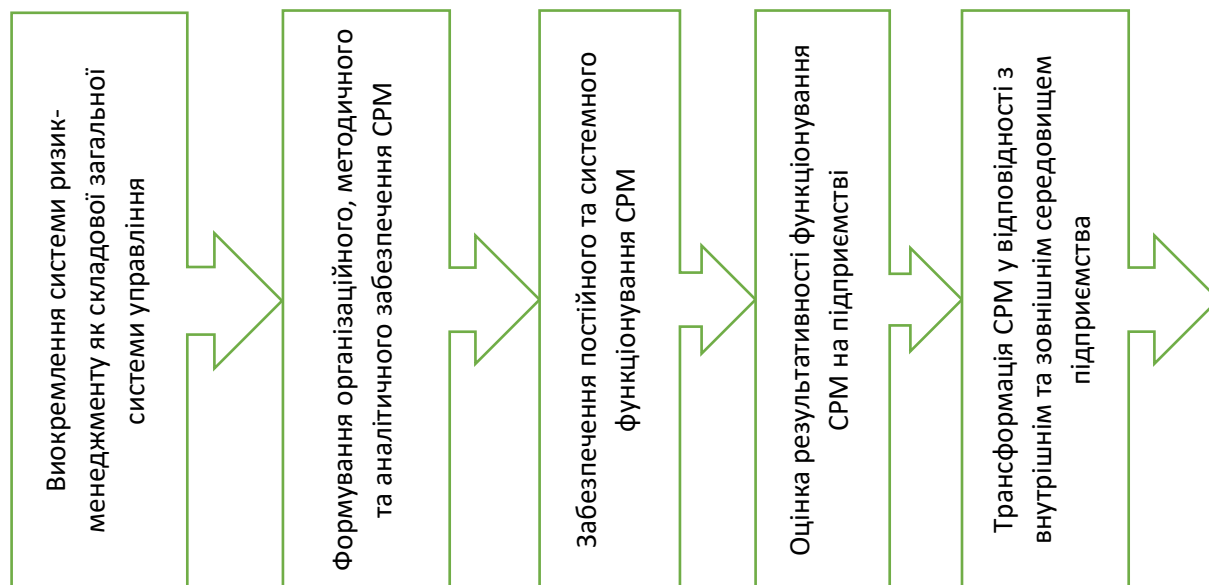 Виокремлення системи ризик-
менеджменту як складової загальної
системи управління
Формування організаційного, методичного
та аналітичного забезпечення СРМ
Забезпечення постійного та системного
функціонування СРМ
Оцінка результативності функціонування
СРМ на підприємстві
Трансформація СРМ у відповідності з
внутрішнім та зовнішнім середовищем
підприємства